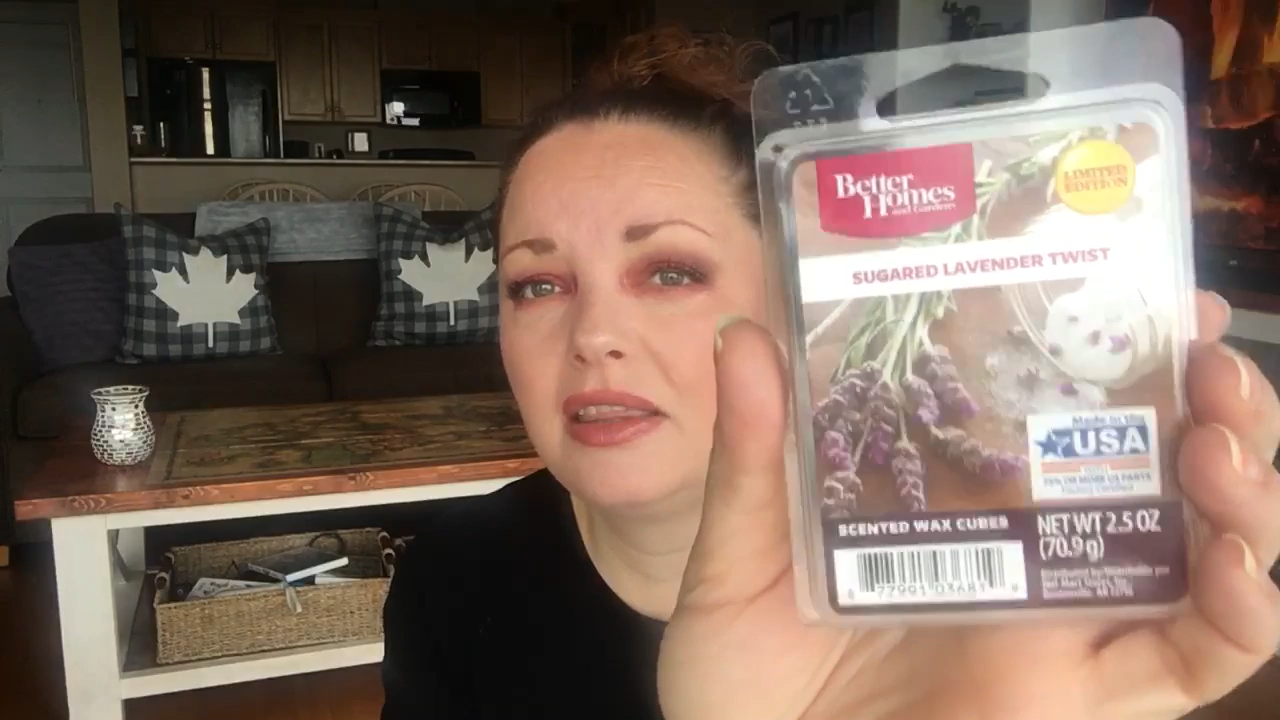 Better
Homes
and Gardens
LIMITED
EDITION
SUGARED LAVENDER TWIST
Made in the
USA
SCENTED WAX CUBES
NET WT 2.5 OZ
(70.9 g)